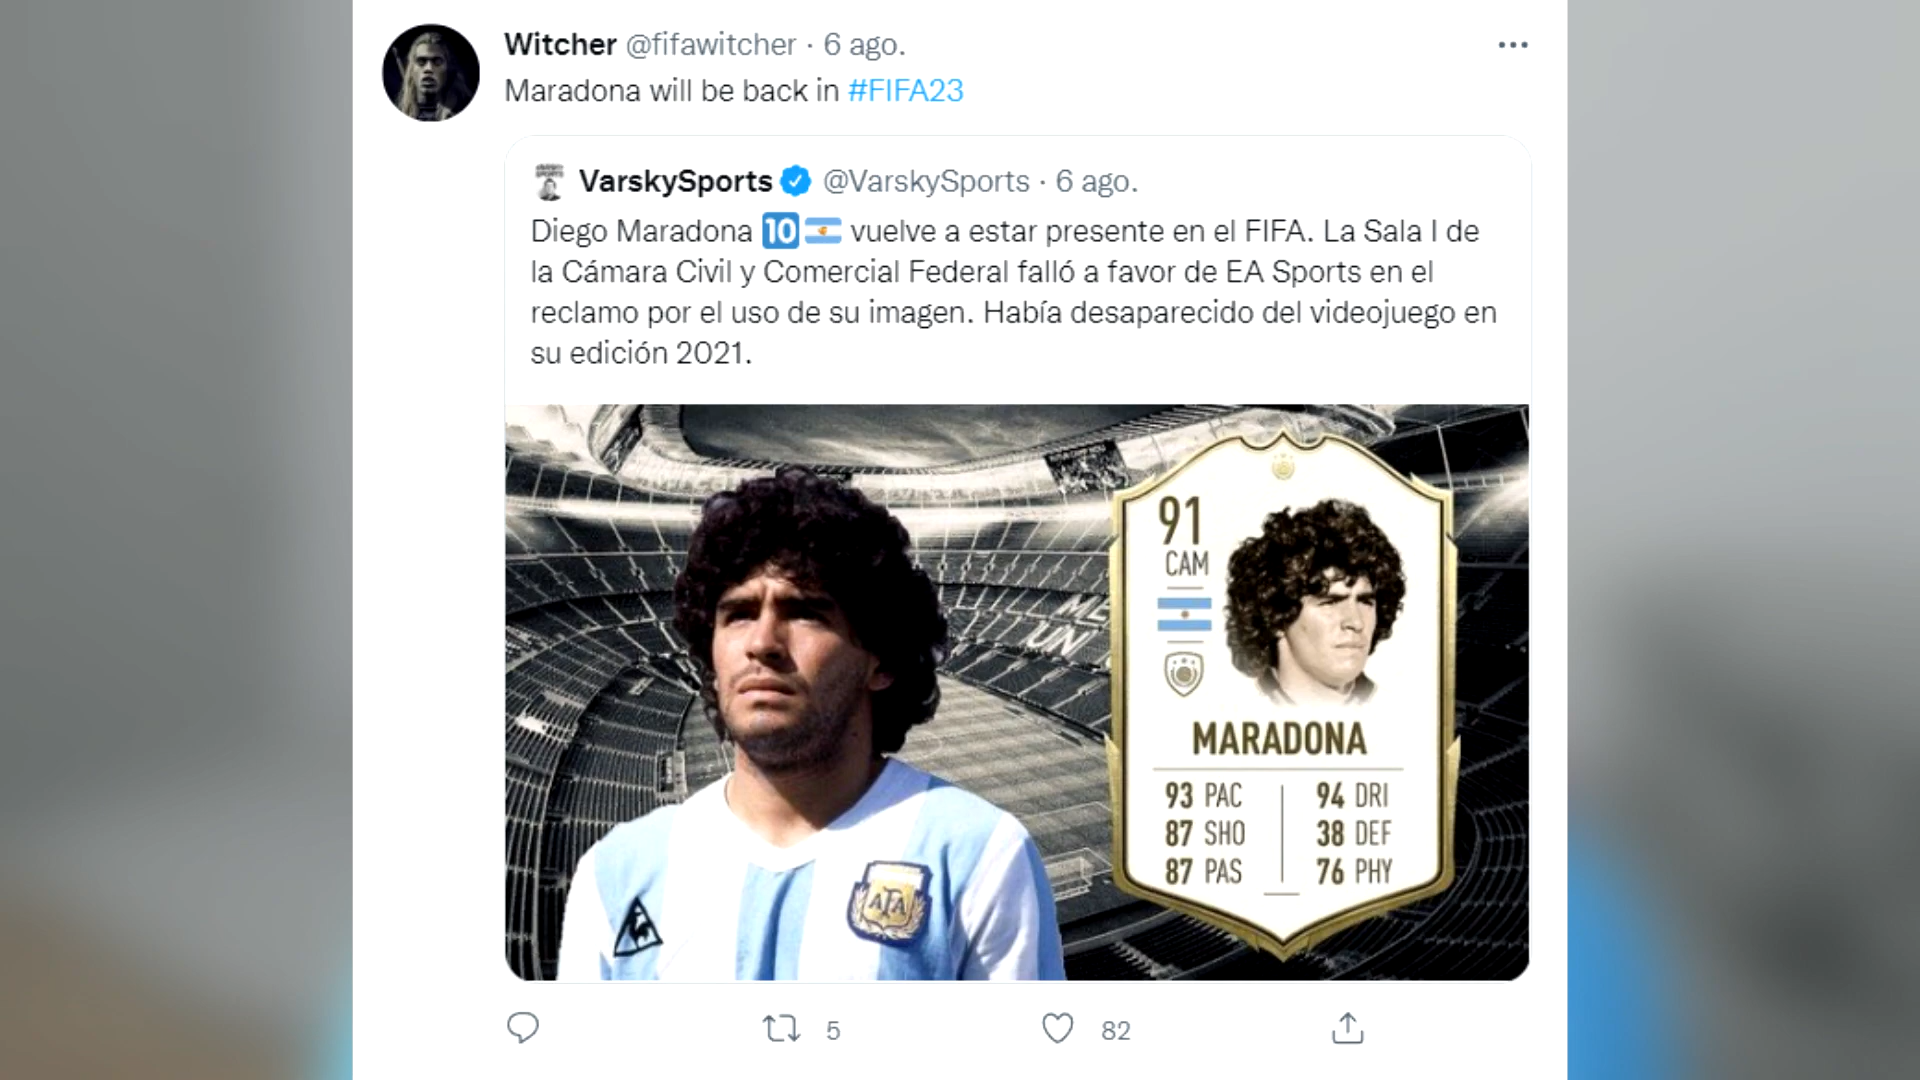 Witcher @fifawitcher · 6 ago.
Maradona will be back in #FIFA23
VarskySports @VarskySports · 6 ago.
Diego Maradona 🔟🇦🇷 vuelve a estar presente en el FIFA. La Sala I de
la Cámara Civil y Comercial Federal falló a favor de EA Sports en el
reclamo por el uso de su imagen. Había desaparecido del videojuego en
su edición 2021.
91
CAM
MARADONA
93 PAC 94 DRI
87 SHO 38 DEF
87 PAS 76 PHY
AFA
5 82